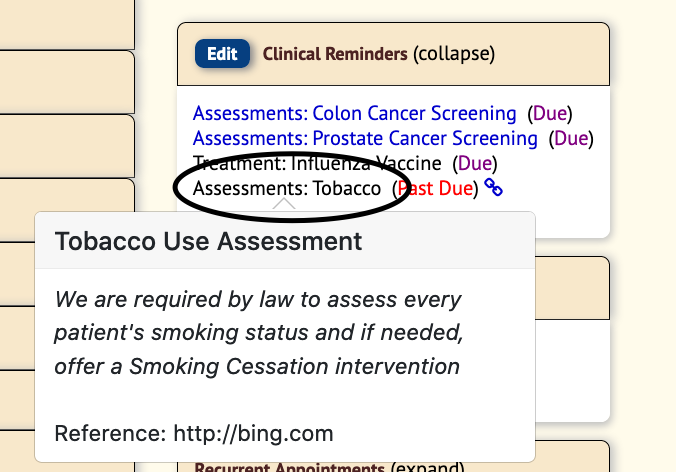 Edit Clinical Reminders (collapse)
Assessments: Colon Cancer Screening (Due)
Assessments: Prostate Cancer Screening (Due)
Treatment: Influenza Vaccine (Due)
Assessments: Tobacco (Past Due)
Tobacco Use Assessment
We are required by law to assess every
patient's smoking status and if needed,
offer a Smoking Cessation intervention
Reference: http://bing.com
Recurrent Appointments (expand)